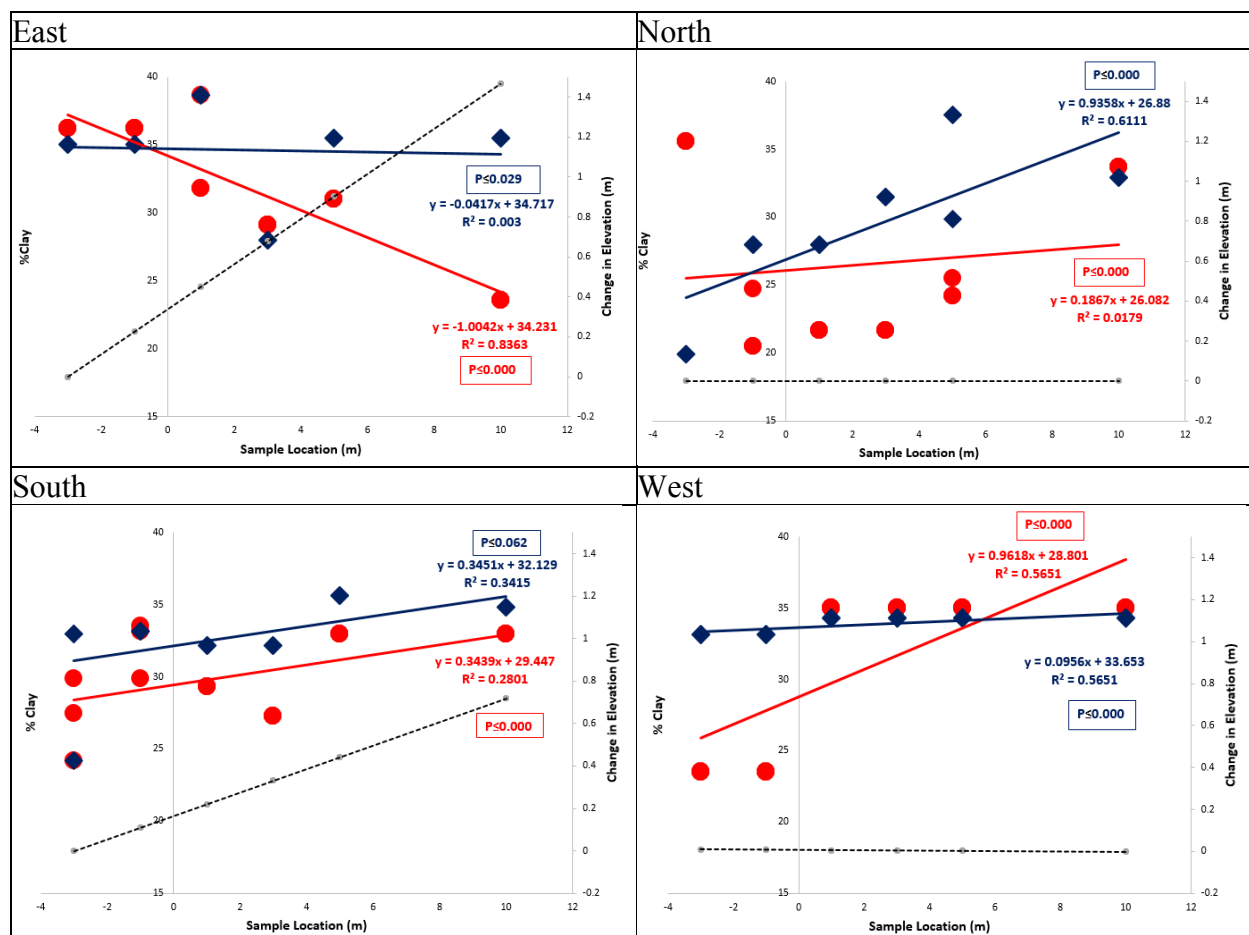 East
North
40
35
30
25
20
15
%Clay
1.4
1.2
1
0.8
0.6
0.4
0.2
0
-0.2
Change in Elevation (m)
P≤0.029
y = -0.0417x + 34.717
R² = 0.003
y = -1.0042x + 34.231
R² = 0.8363
P≤0.000
-4 -2 0 2 4 6 8 10 12
Sample Location (m)
40
35
30
25
20
15
% Clay
1.4
1.2
1
0.8
0.6
0.4
0.2
0
-0.2
Change in Elevation (m)
P≤0.000
y = 0.9358x + 26.88
R² = 0.6111
P≤0.000
y = 0.1867x + 26.082
R² = 0.0179
-4 -2 0 2 4 6 8 10 12
Sample Location (m)
South
West
40
35
30
25
20
15
% Clay
1.4
1.2
1
0.8
0.6
0.4
0.2
0
-0.2
Change in Elevation (m)
P≤0.062
y = 0.3451x + 32.129
R² = 0.3415
y = 0.3439x + 29.447
R² = 0.2801
P≤0.000
-4 -2 0 2 4 6 8 10 12
Sample Location (m)
40
35
30
25
20
15
% Clay
1.4
1.2
1
0.8
0.6
0.4
0.2
0
-0.2
Change in Elevation (m)
P≤0.000
y = 0.9618x + 28.801
R² = 0.5651
y = 0.0956x + 33.653
R² = 0.5651
P≤0.000
-4 -2 0 2 4 6 8 10 12
Sample Location (m)